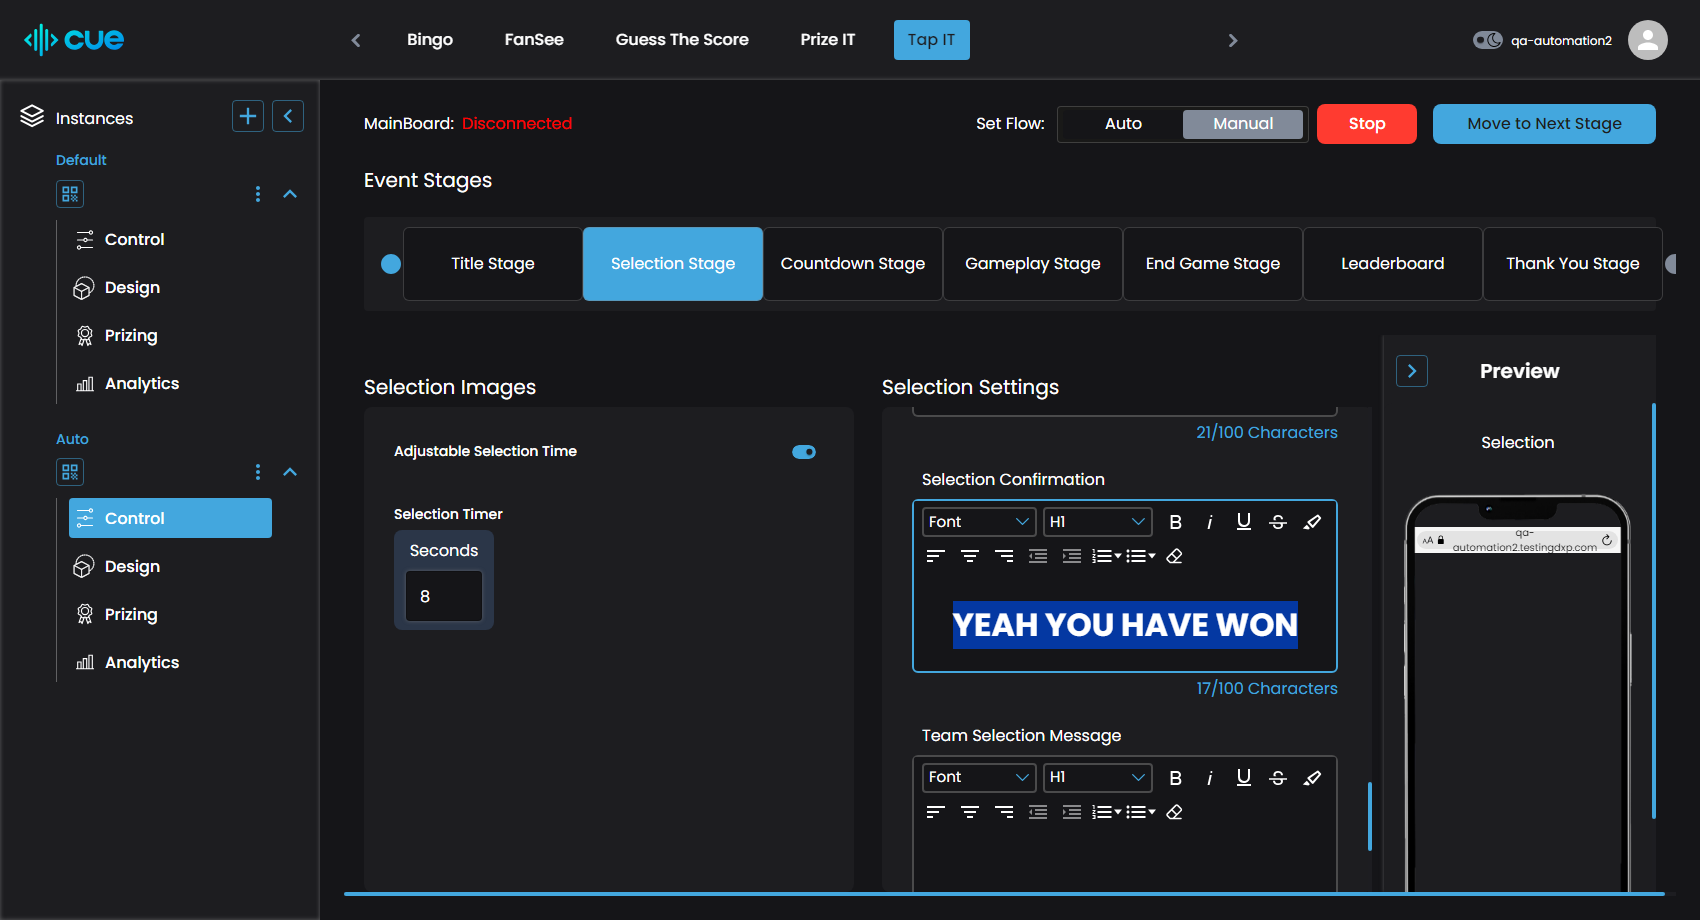 cue
Bingo
FanSee
Guess The Score
Prize IT
Tap IT
qa-automation2
Instances
Default
Control
Design
Prizing
Analytics
Auto
Control
Design
Prizing
Analytics
MainBoard: Disconnected
Set Flow:
Auto
Manual
Stop
Move to Next Stage
Event Stages
Title Stage
Selection Stage
Countdown Stage
Gameplay Stage
End Game Stage
Leaderboard
Thank You Stage
Selection Images
Adjustable Selection Time
Selection Timer
Seconds
8
Selection Settings
21/100 Characters
Selection Confirmation
Font
H1
B
i
U
S
YEAH YOU HAVE WON
17/100 Characters
Team Selection Message
Font
H1
B
i
U
S
Preview
Selection
AA
qa-
automation2.testingdxp.com